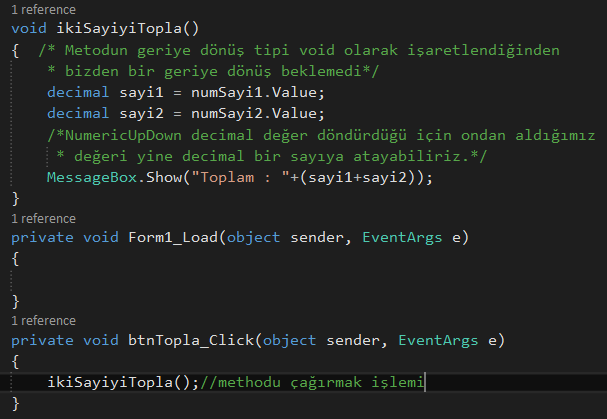 1 reference
void ikiSayiyiTopla()
{  /* Metodun geriye dönüş tipi void olarak işaretlendiğinden
* bizden bir geriye dönüş beklemedi*/
decimal sayi1 = numSayi1.Value;
decimal sayi2 = numSayi2.Value;
/*NumericUpDown decimal değer döndürdüğü için ondan aldığımız
* değeri yine decimal bir sayıya atayabiliriz.*/
MessageBox.Show("Toplam : "+(sayi1+sayi2));
}
1 reference
private void Form1_Load(object sender, EventArgs e)
{
}
1 reference
private void btnTopla_Click(object sender, EventArgs e)
{
ikiSayiyiTopla();//methodu çağırmak işlemi
}